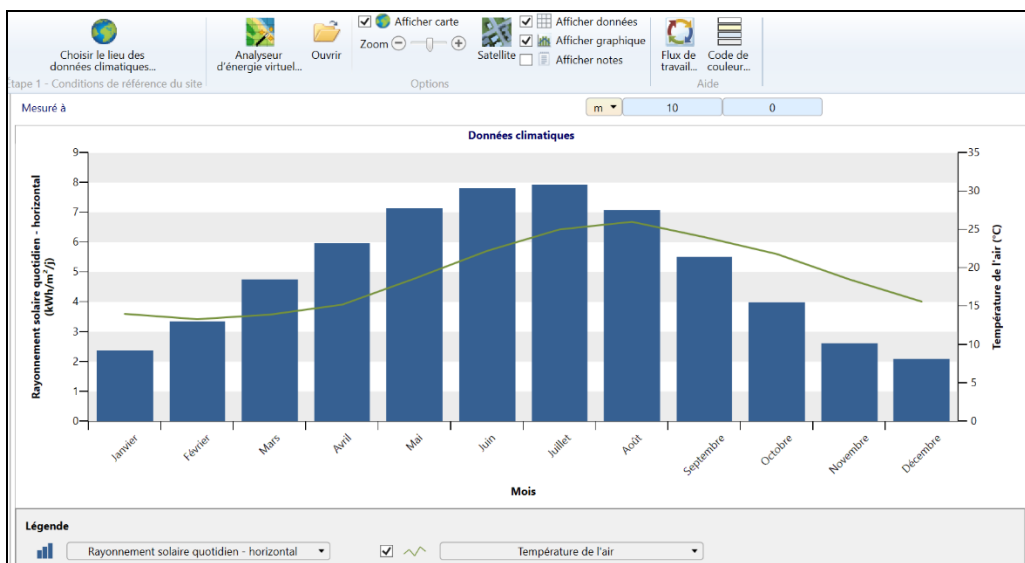 Choisir le lieu des
données climatiques...
Analyseur
d'énergie virtuel...
Ouvrir
Afficher carte
Zoom
Satellite
Afficher données
Afficher graphique
Afficher notes
Flux de
travail...
Code de
couleur...
Étape 1 - Conditions de référence du site
Options
Aide
Mesuré à
m
10
0
Données climatiques
Rayonnement solaire quotidien - horizontal
(kWh/m²/j)
9
8
7
6
5
4
3
2
1
0
35
30
25
20
15
10
5
0
Température de l'air (°C)
Janvier
Février
Mars
Avril
Mai
Juin
Juillet
Août
Septembre
Octobre
Novembre
Décembre
Mois
Légende
Rayonnement solaire quotidien - horizontal
Température de l'air